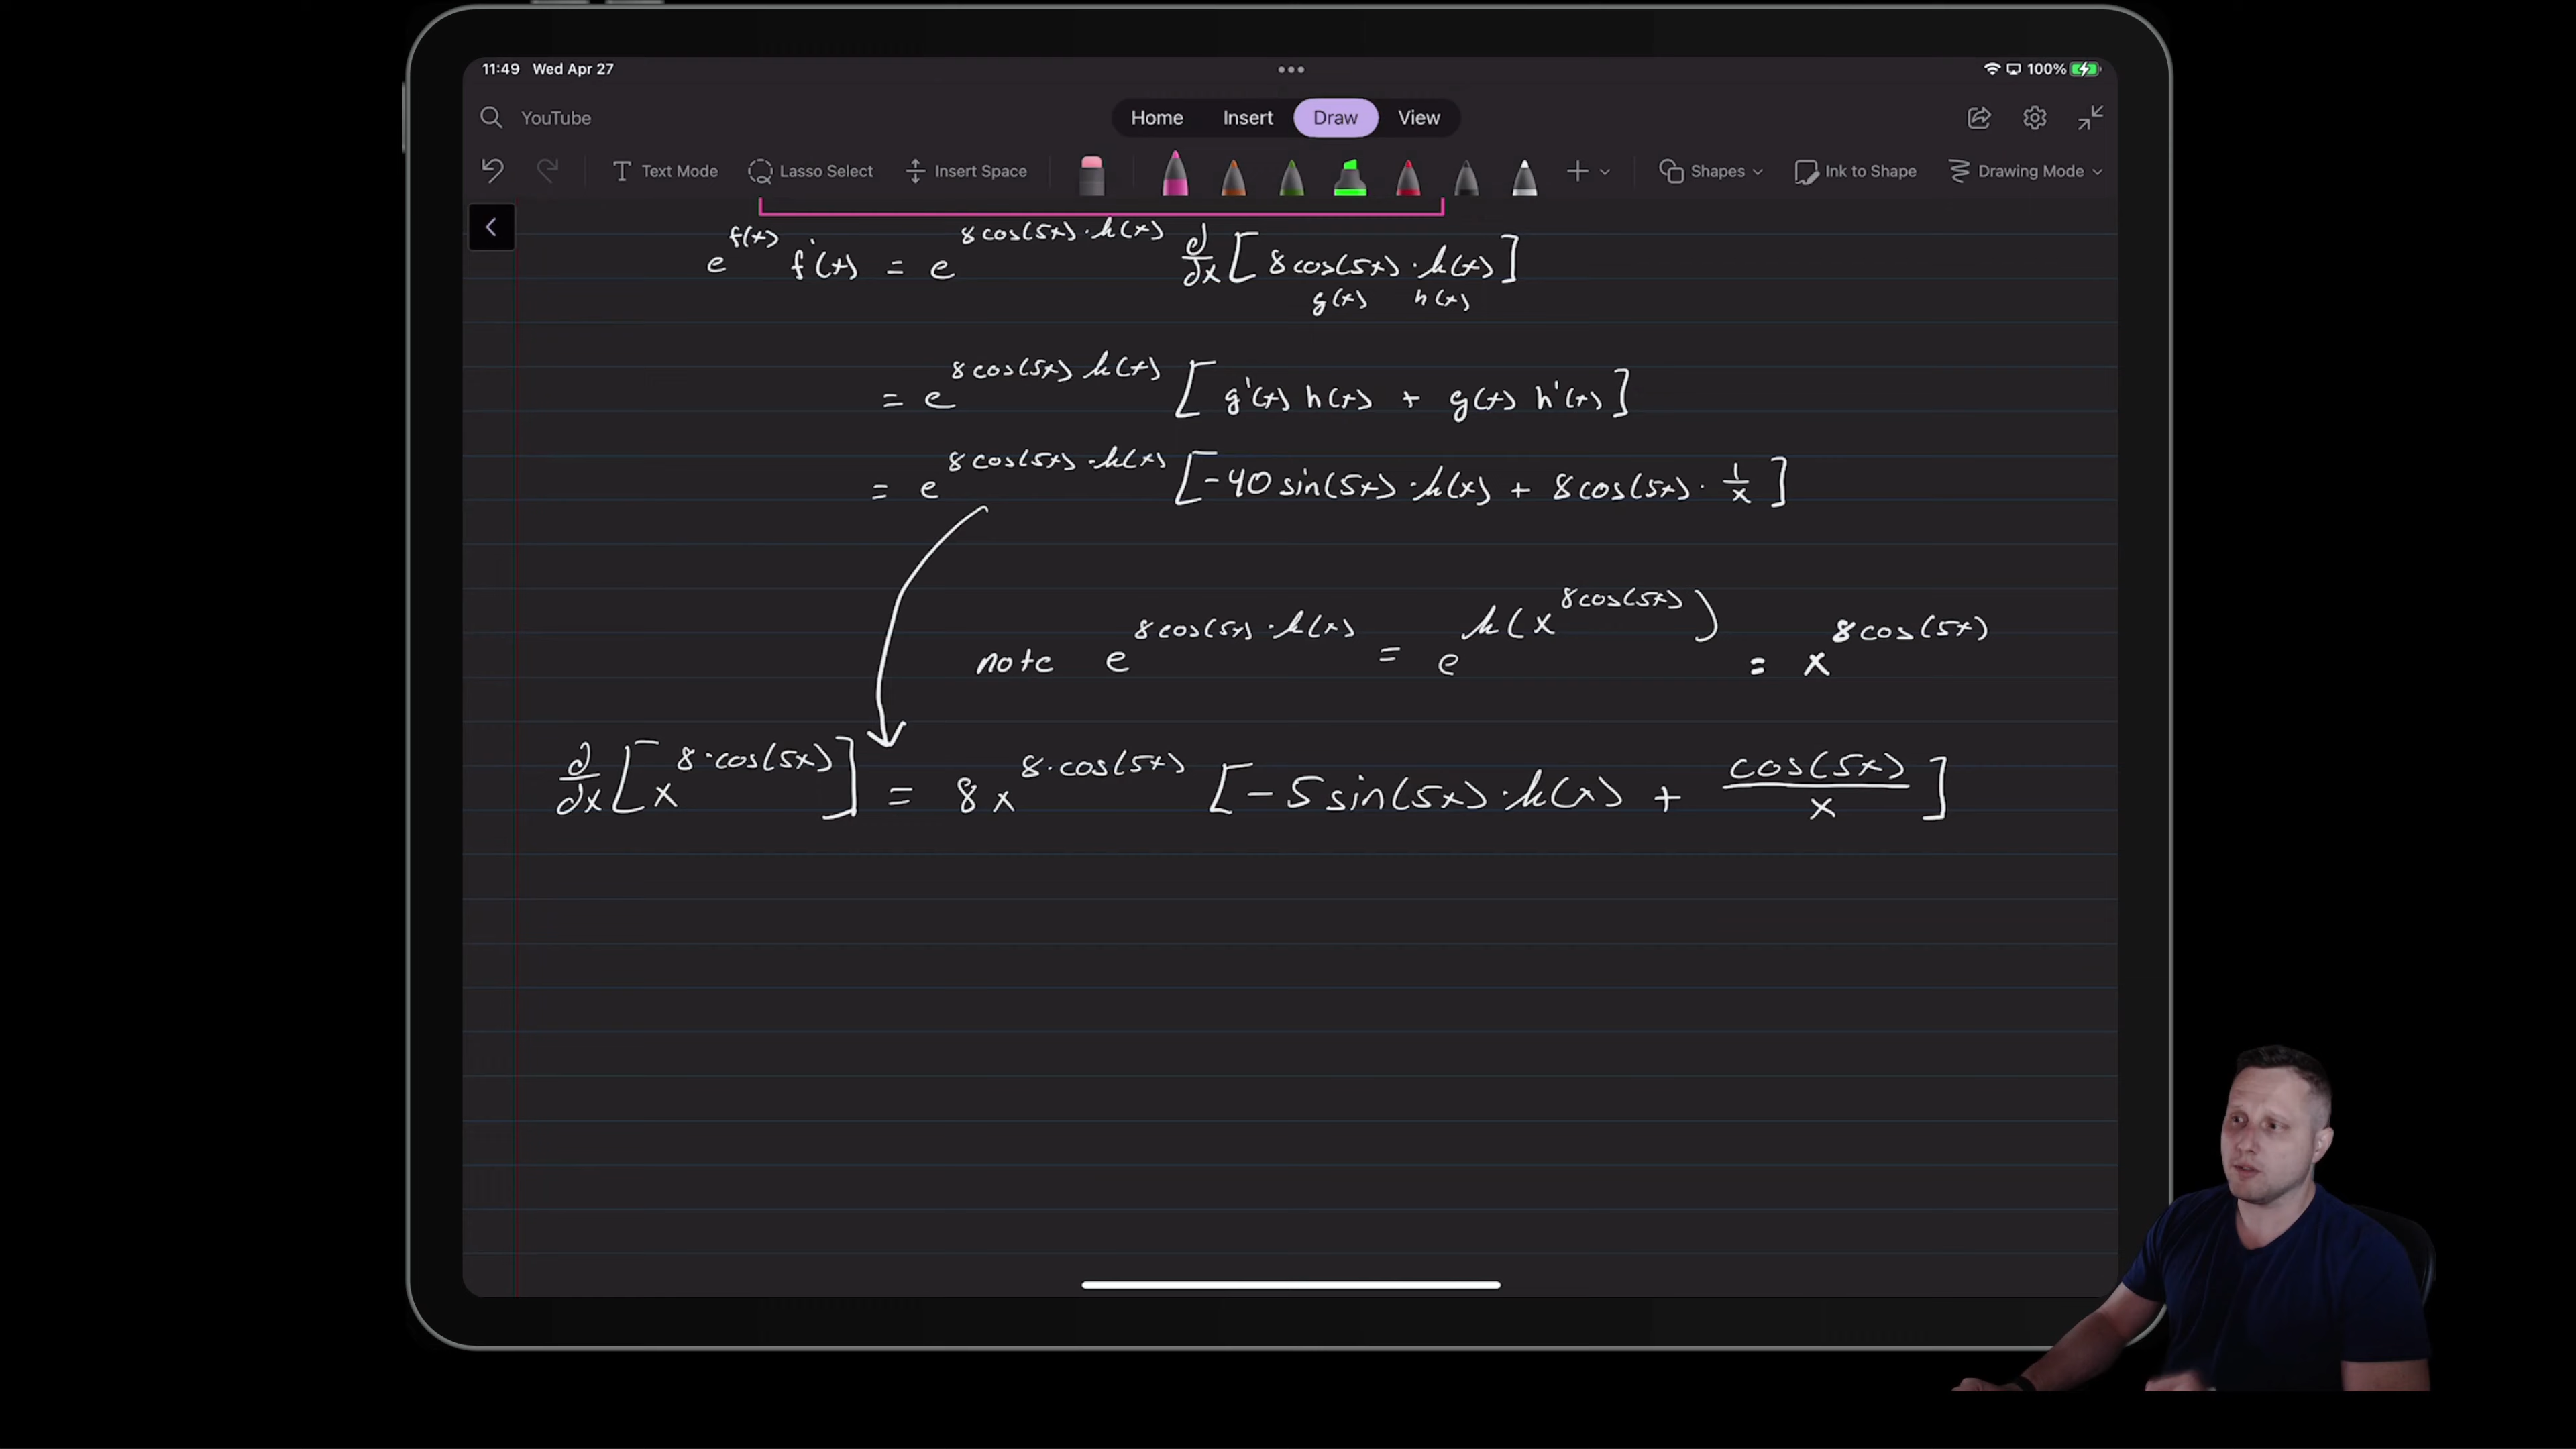 11:49 Wed Apr 27 100%
YouTube Home Insert Draw View
Text Mode Lasso Select Insert Space Shapes Ink to Shape Drawing Mode
e^{f(x)} f'(x) = e^{8cos(5x)·ln(x)} d/dx [8cos(5x)·ln(x)]
g(x) h(x)
= e^{8cos(5x) ln(x)} [g'(x) h(x) + g(x) h'(x)]
= e^{8cos(5x)·ln(x)} [-40 sin(5x)·ln(x) + 8cos(5x)·1/x]
note e^{8cos(5x)·ln(x)} = e^{ln(x^{8cos(5x)})} = x^{8cos(5x)}
d/dx [x^{8·cos(5x)}] = 8x^{8·cos(5x)} [-5sin(5x)·ln(x) + cos(5x)/x]